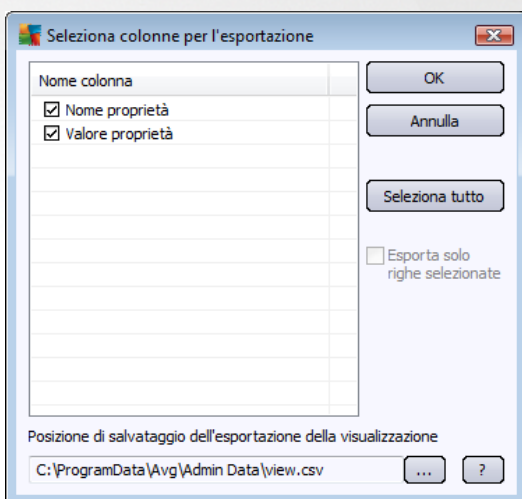 Seleziona colonne per l'esportazione
Nome colonna
Nome proprietà
Valore proprietà
OK
Annulla
Seleziona tutto
Esporta solo
righe selezionate
Posizione di salvataggio dell'esportazione della visualizzazione
C:\ProgramData\Avg\Admin Data\view.csv
...
?